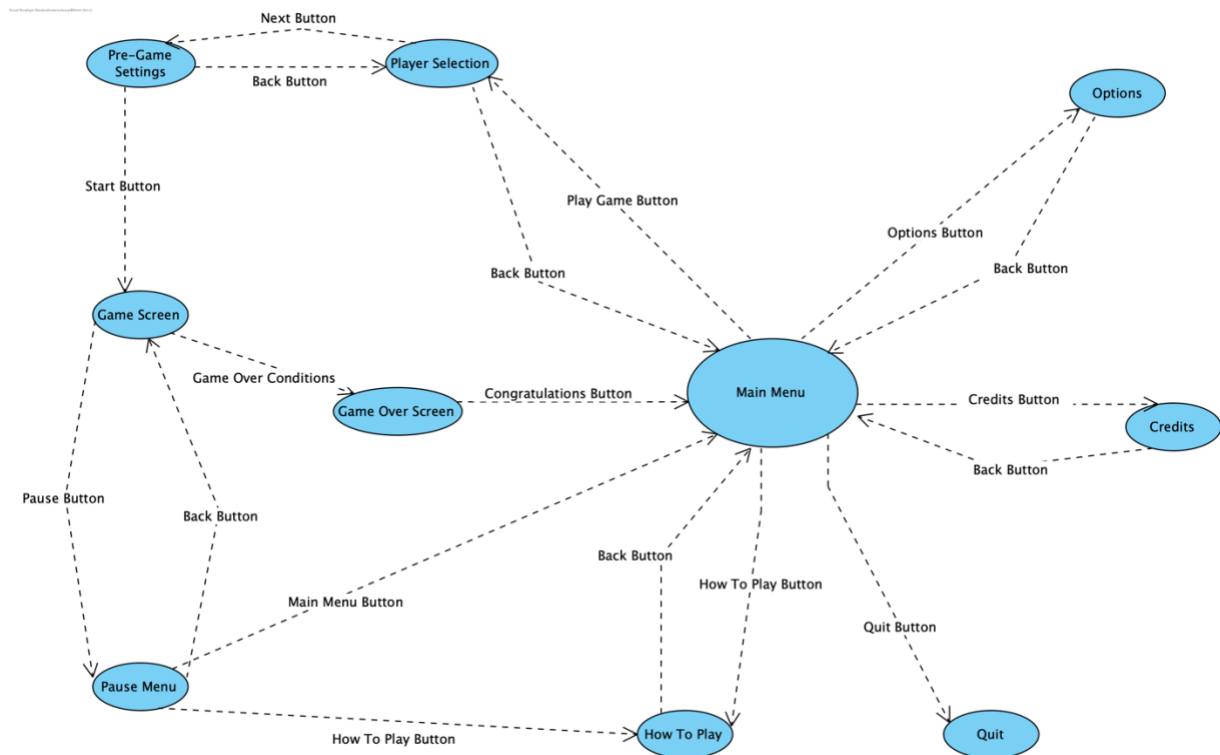 Next Button
Pre-Game
Settings
Player Selection
Back Button
Options
Start Button
Play Game Button
Options Button
Back Button
Back Button
Game Screen
Game Over Conditions
Main Menu
Congratulations Button
Credits Button
Game Over Screen
Credits
Back Button
Pause Button
Back Button
Back Button
How To Play Button
Main Menu Button
Quit Button
Pause Menu
How To Play Button
How To Play
Quit